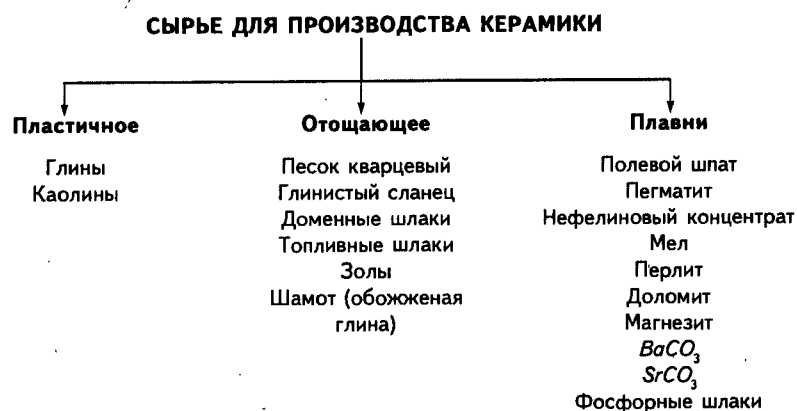 СЫРЬЕ ДЛЯ ПРОИЗВОДСТВА КЕРАМИКИ
Пластичное
Глины
Каолины
Отощающее
Песок кварцевый
Глинистый сланец
Доменные шлаки
Топливные шлаки
Золы
Шамот (обожженая
глина)
Плавни
Полевой шпат
Пегматит
Нефелиновый концентрат
Мел
Перлит
Доломит
Магнезит
BaCO₃
SrCO₃
Фосфорные шлаки